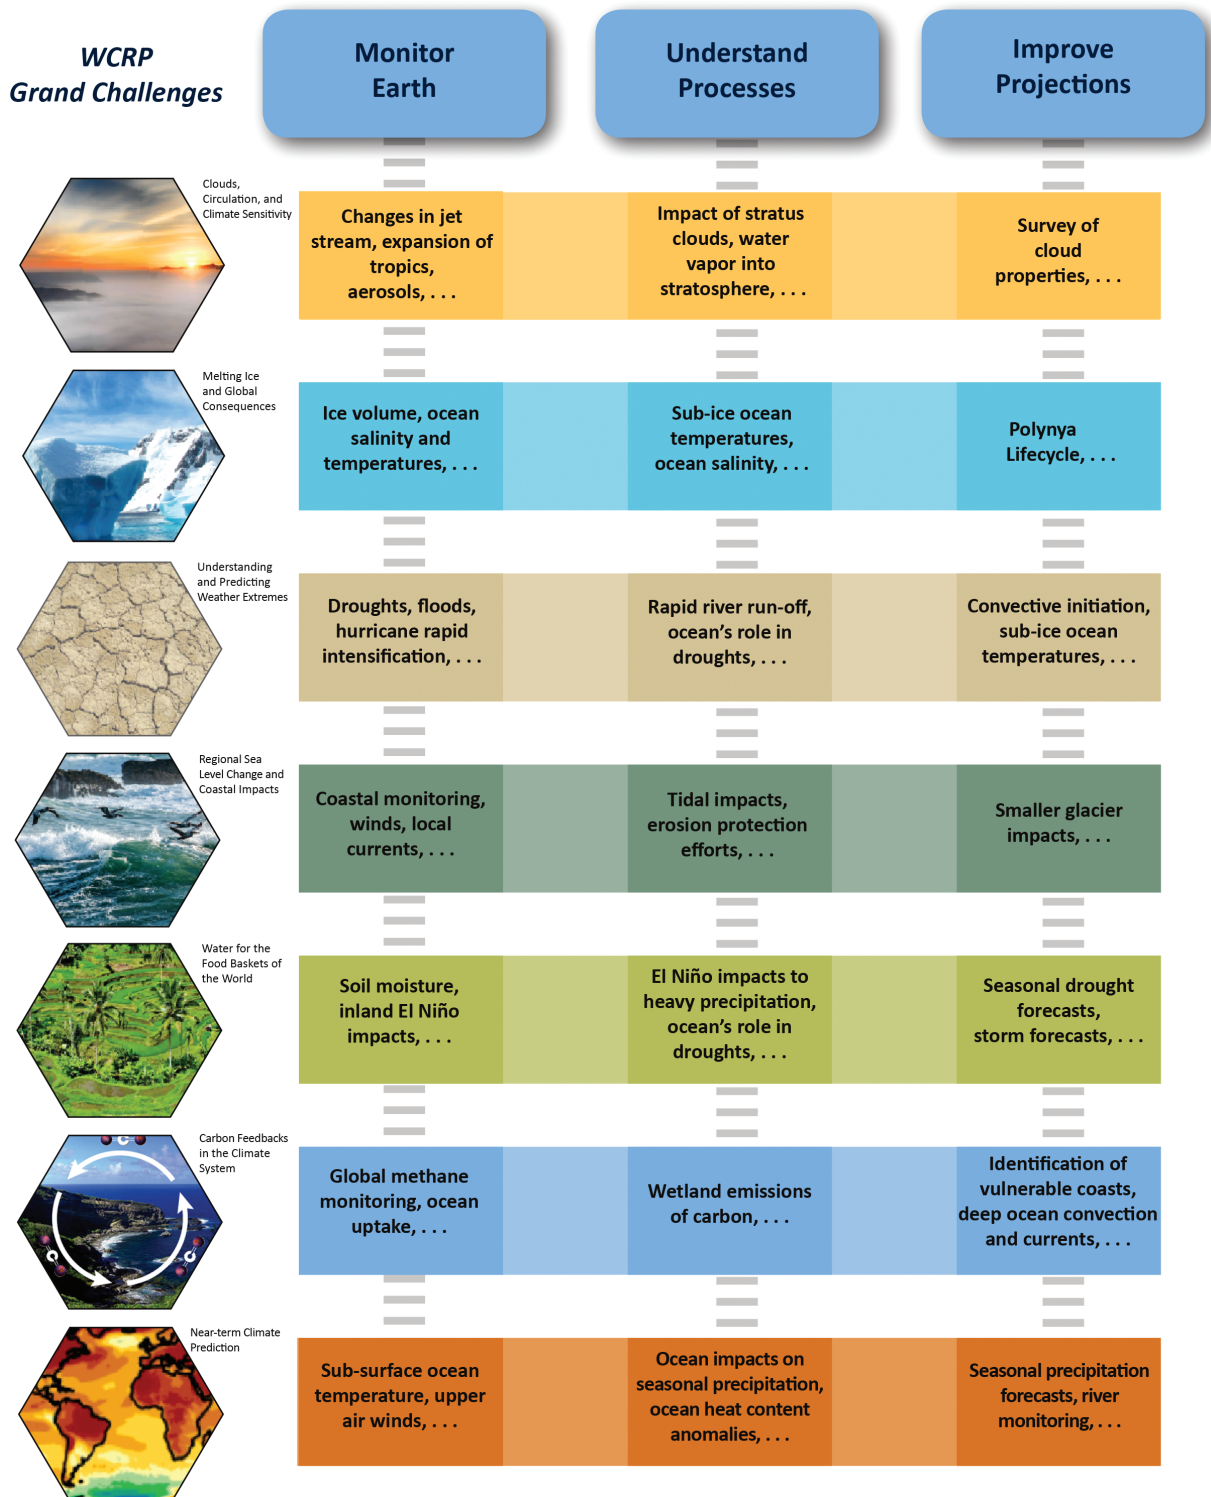 WCRP
Grand Challenges
Monitor
Earth
Understand
Processes
Improve
Projections
Clouds,
Circulation, and
Climate Sensitivity
Changes in jet
stream, expansion of
tropics,
aerosols, . . .
Impact of stratus
clouds, water
vapor into
stratosphere, . . .
Survey of
cloud
properties, . . .
Melting Ice
and Global
Consequences
Ice volume, ocean
salinity and
temperatures, . . .
Sub-ice ocean
temperatures,
ocean salinity, . . .
Polynya
Lifecycle, . . .
Understanding
and Predicting
Weather Extremes
Droughts, floods,
hurricane rapid
intensification, . . .
Rapid river run-off,
ocean’s role in
droughts, . . .
Convective initiation,
sub-ice ocean
temperatures, . . .
Regional Sea
Level Change and
Coastal Impacts
Coastal monitoring,
winds, local
currents, . . .
Tidal impacts,
erosion protection
efforts, . . .
Smaller glacier
impacts, . . .
Water for the
Food Baskets of
the World
Soil moisture,
inland El Niño
impacts, . . .
El Niño impacts to
heavy precipitation,
ocean’s role in
droughts, . . .
Seasonal drought
forecasts,
storm forecasts, . . .
Carbon Feedbacks
in the Climate
System
C
C
C
Global methane
monitoring, ocean
uptake, . . .
Wetland emissions
of carbon, . . .
Identification of
vulnerable coasts,
deep ocean convection
and currents, . . .
Near-term Climate
Prediction
Sub-surface ocean
temperature, upper
air winds, . . .
Ocean impacts on
seasonal precipitation,
ocean heat content
anomalies, . . .
Seasonal precipitation
forecasts, river
monitoring, . . .